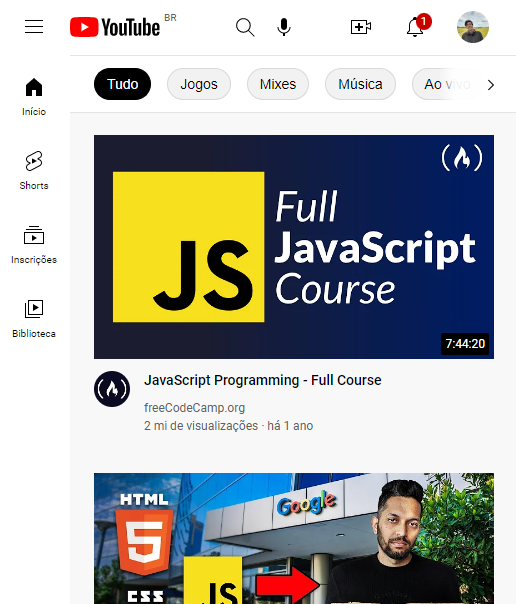 YouTube BR
1
Tudo
Jogos
Mixes
Música
Ao vivo
Início
Shorts
Inscrições
Biblioteca
JS
Full
JavaScript
Course
7:44:20
JavaScript Programming - Full Course
freeCodeCamp.org
2 mi de visualizações · há 1 ano
HTML
5
CSS
JS
Google